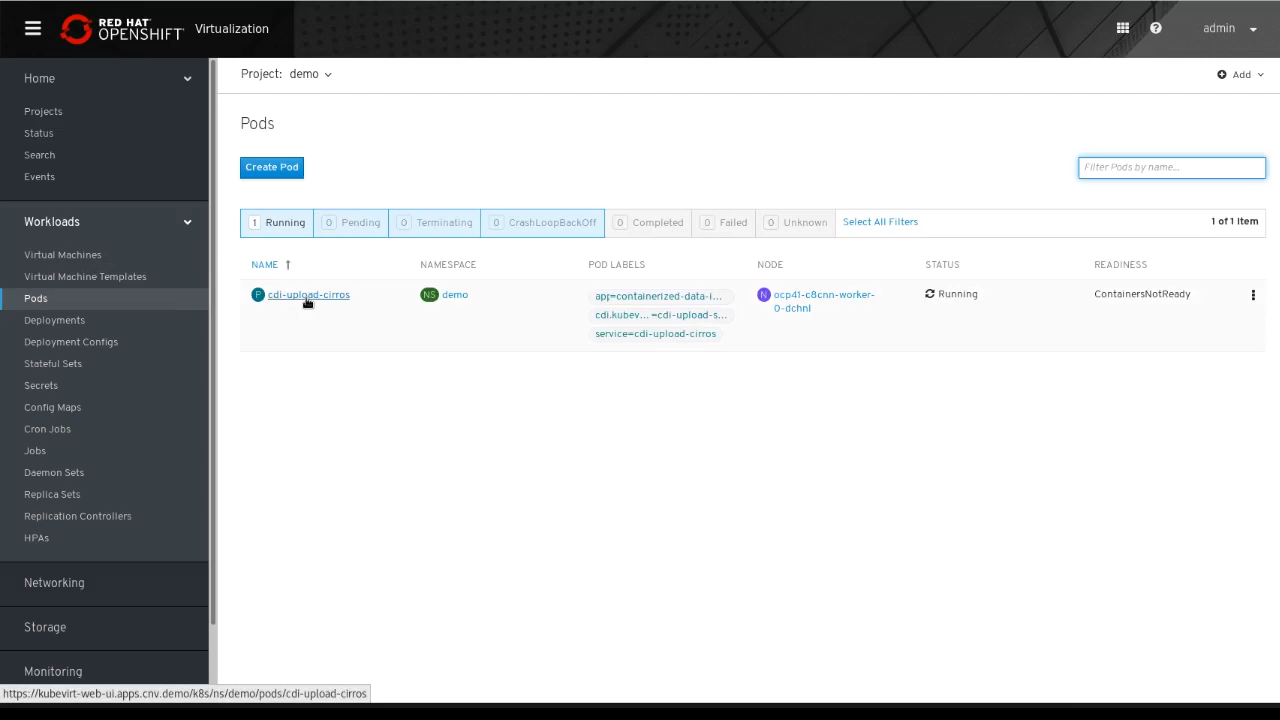 RED HAT
OPENSHIFT
Virtualization
admin
Home
Projects
Status
Search
Events
Workloads
Virtual Machines
Virtual Machine Templates
Pods
Deployments
Deployment Configs
Stateful Sets
Secrets
Config Maps
Cron Jobs
Jobs
Daemon Sets
Replica Sets
Replication Controllers
HPAs
Networking
Storage
Monitoring
Project: demo
Add
Pods
Create Pod
Filter Pods by name...
1 Running
0 Pending
0 Terminating
0 CrashLoopBackOff
0 Completed
0 Failed
0 Unknown
Select All Filters
1 of 1 Item
NAME
NAMESPACE
POD LABELS
NODE
STATUS
READINESS
P cdi-upload-cirros
NS demo
app=containerized-data-i...
cdi.kubev... =cdi-upload-s...
service=cdi-upload-cirros
N ocp41-c8cnn-worker-
0-dchnl
Running
ContainersNotReady
https://kubevirt-web-ui.apps.cnv.demo/k8s/ns/demo/pods/cdi-upload-cirros